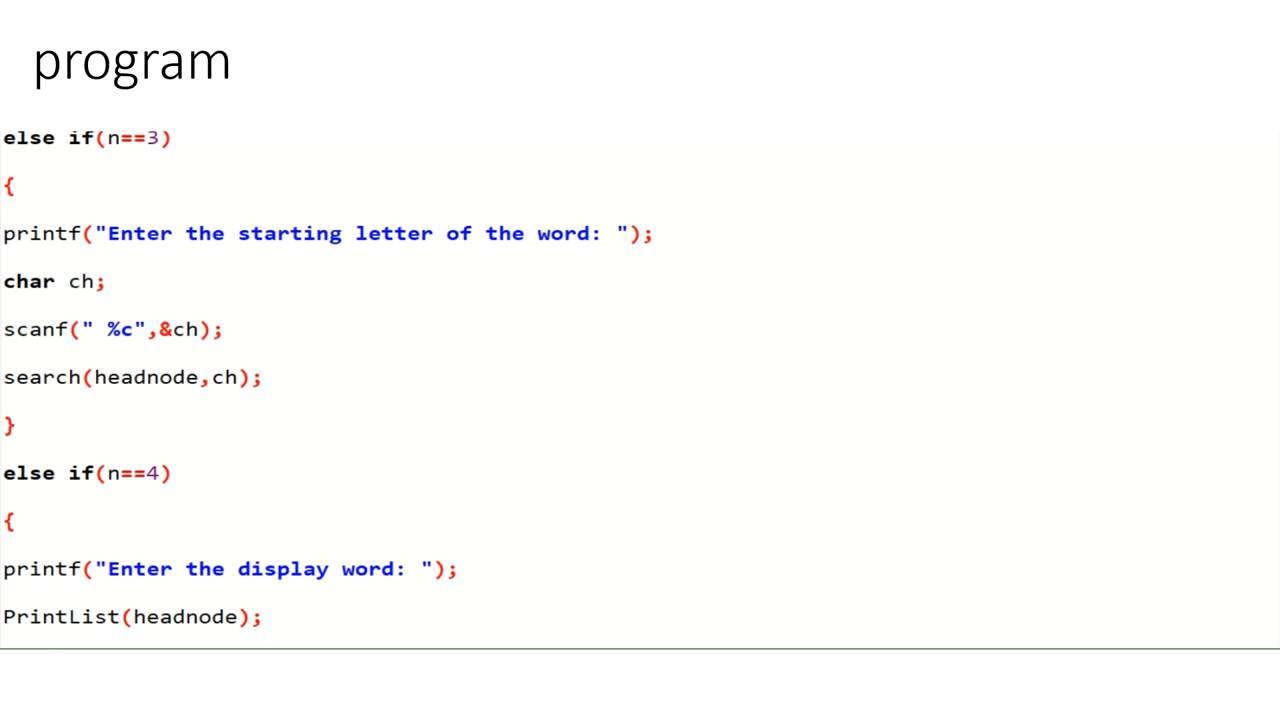 program
else if(n==3)
{
printf("Enter the starting letter of the word: ");
char ch;
scanf(" %c",&ch);
search(headnode,ch);
}
else if(n==4)
{
printf("Enter the display word: ");
PrintList(headnode);